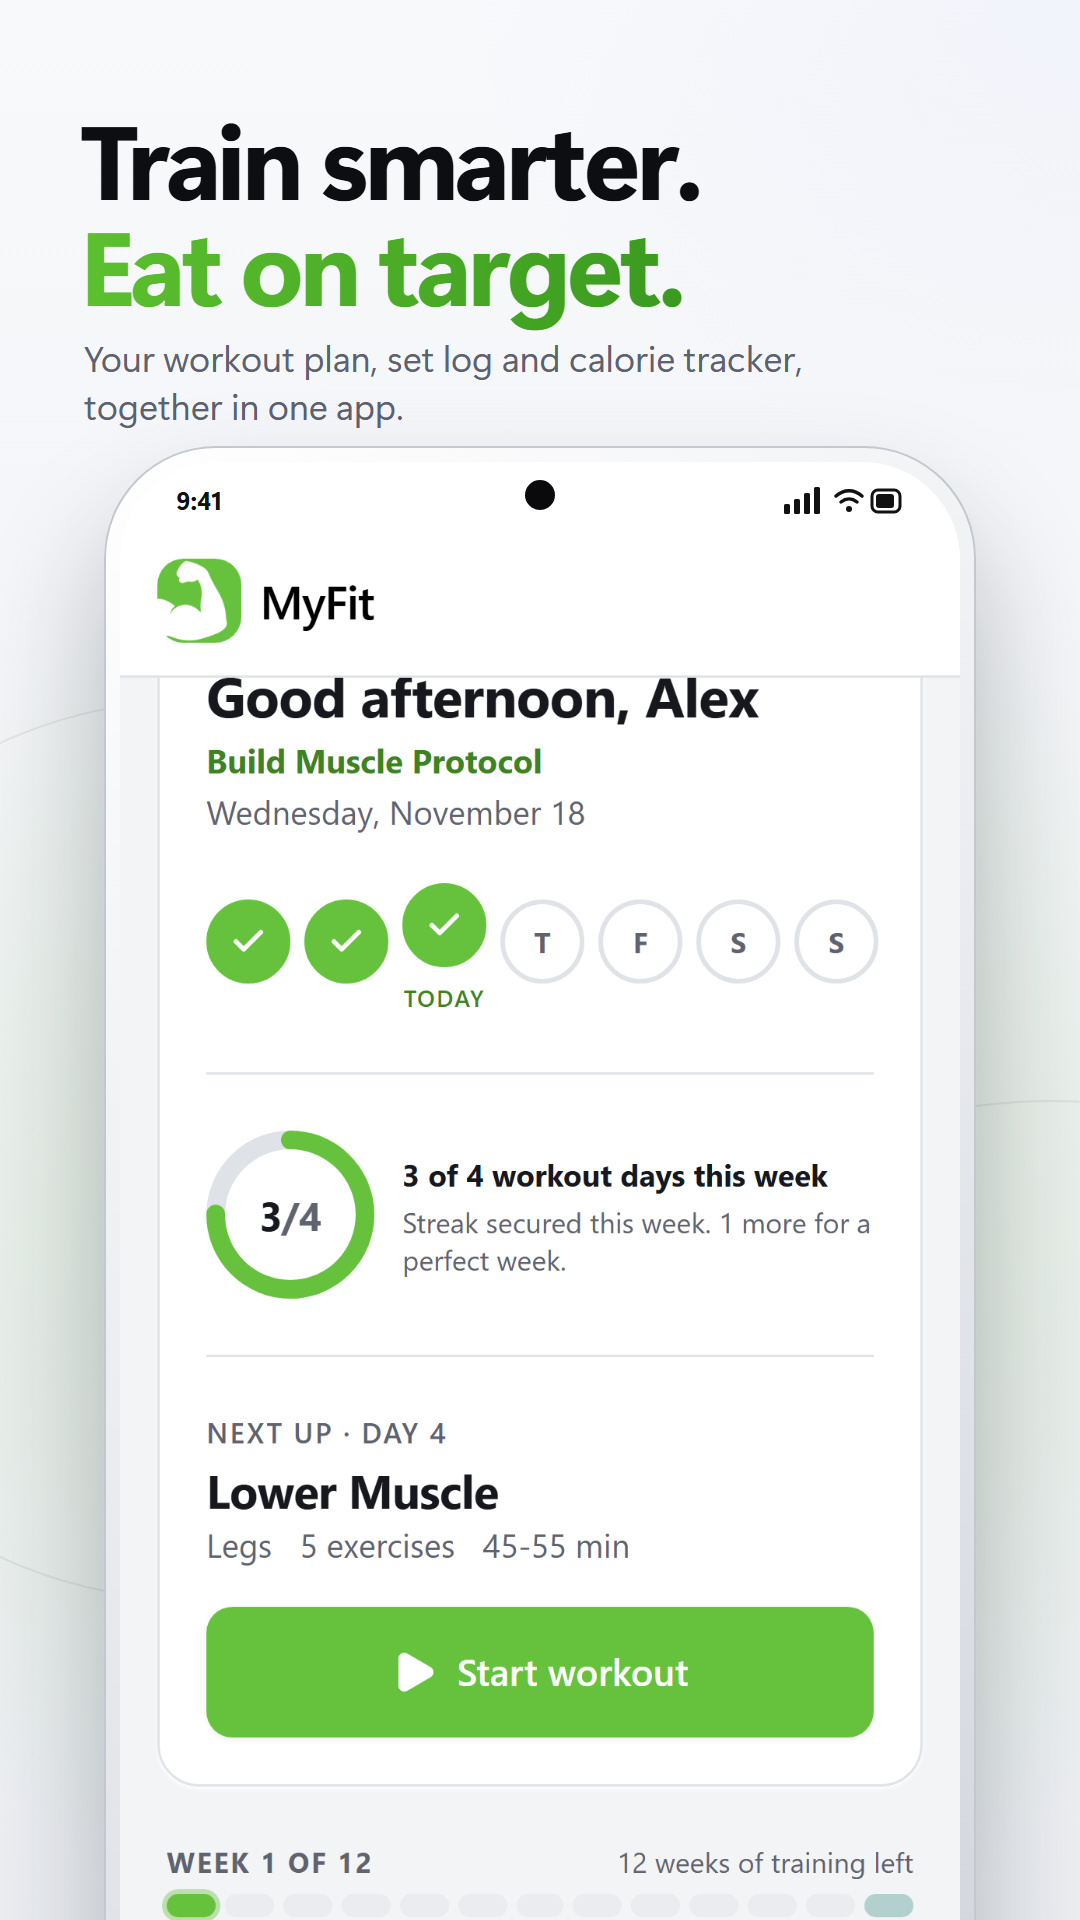 Train smarter.
Eat on target.
Your workout plan, set log and calorie tracker,
together in one app.
9:41
MyFit
Good afternoon, Alex
Build Muscle Protocol
Wednesday, November 18
T F S S
TODAY
3/4
3 of 4 workout days this week
Streak secured this week. 1 more for a
perfect week.
NEXT UP · DAY 4
Lower Muscle
Legs 5 exercises 45-55 min
Start workout
WEEK 1 OF 12 12 weeks of training left